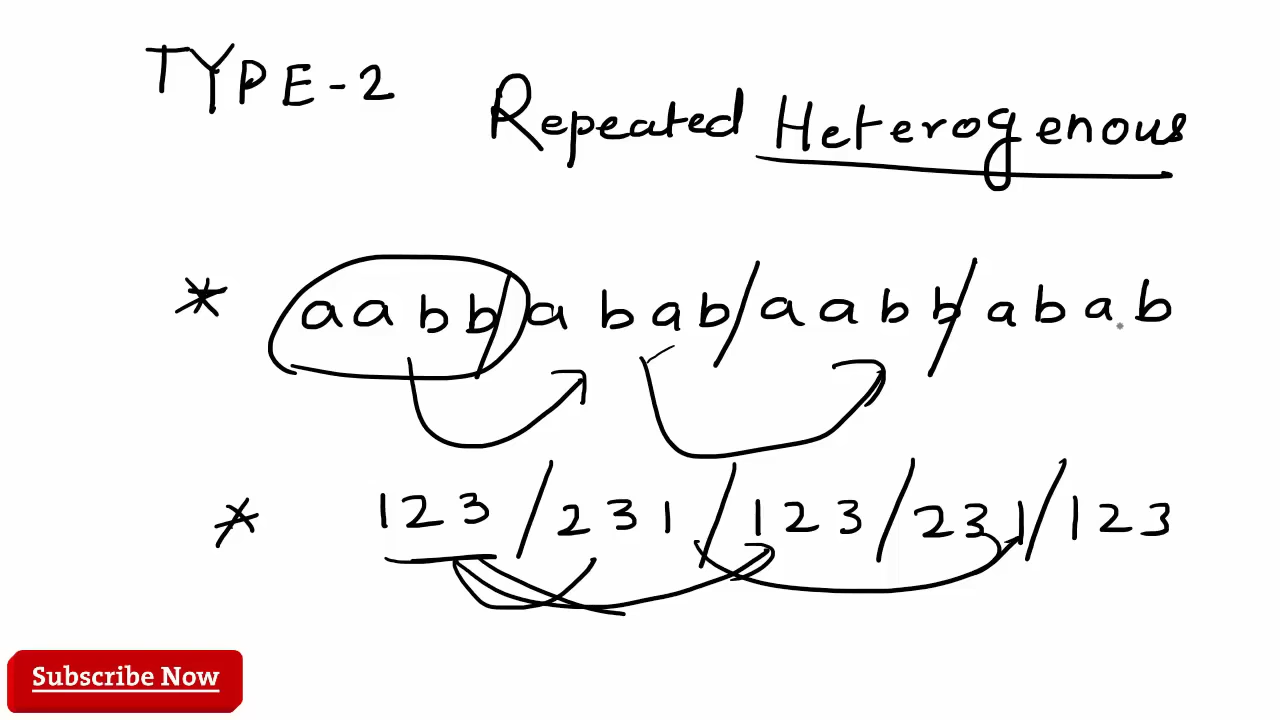 TYPE-2
Repeated Heterogenous
* aabb/abab/aabb/abab
* 123/231/123/231/123
Subscribe Now